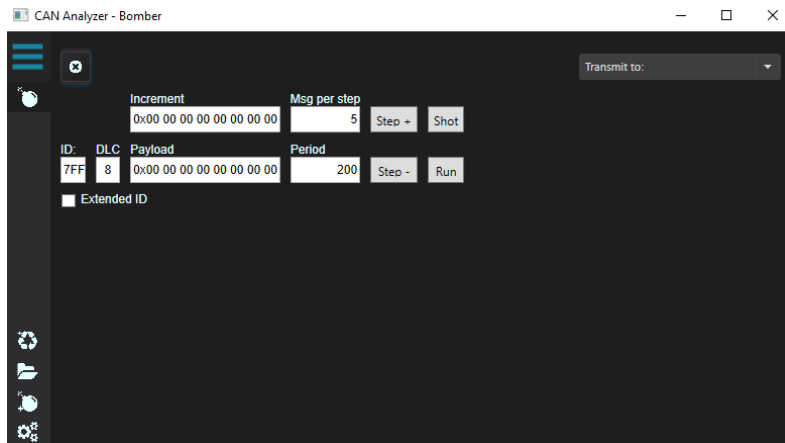 CAN Analyzer - Bomber
Transmit to:
Increment Msg per step
0x00 00 00 00 00 00 00 00 5 Step + Shot
ID: DLC Payload Period
7FF 8 0x00 00 00 00 00 00 00 00 200 Step - Run
Extended ID